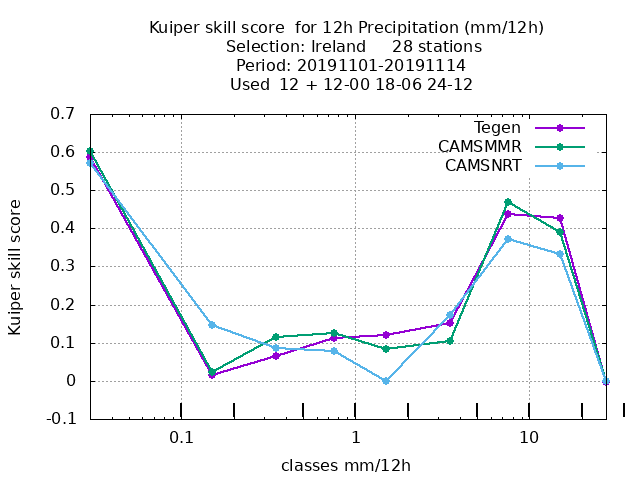 Kuiper skill score  for 12h Precipitation (mm/12h)
Selection: Ireland     28 stations
Period: 20191101-20191114
Used  12 + 12-00 18-06 24-12
Tegen
CAMSMMR
CAMSNRT
Kuiper skill score
0.7
0.6
0.5
0.4
0.3
0.2
0.1
0
-0.1
0.1 1 10
classes mm/12h